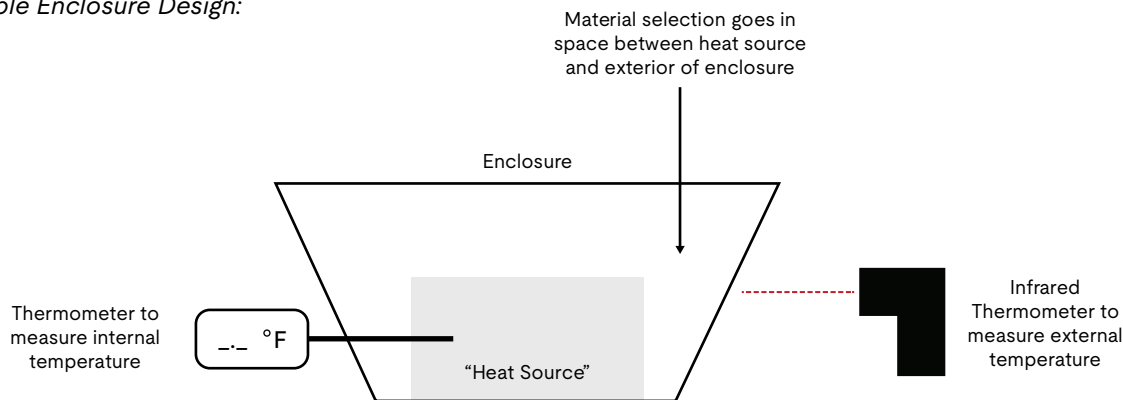 Enclosure Design:
Material selection goes in
space between heat source
and exterior of enclosure
Enclosure
Thermometer to
measure internal
temperature
_._ °F
“Heat Source”
Infrared
Thermometer to
measure external
temperature